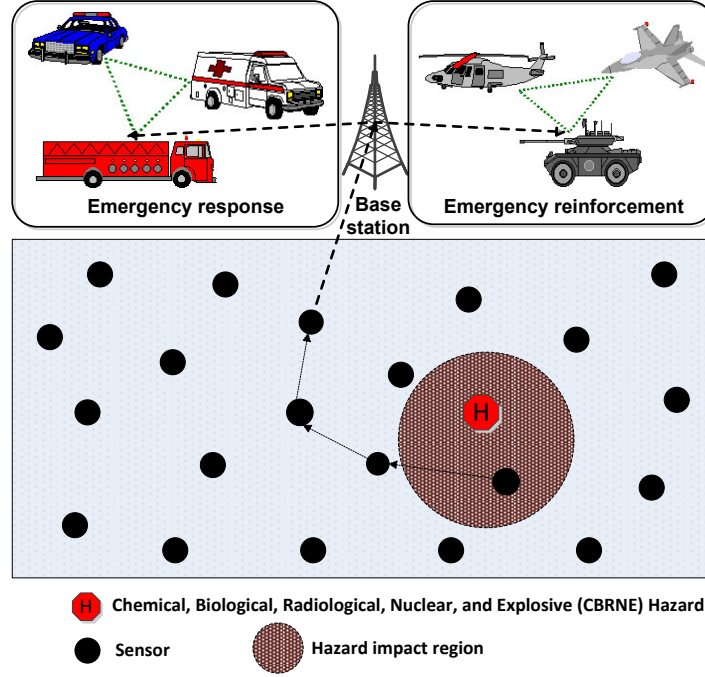 Emergency response
Base
station
Emergency reinforcement
H
H
Chemical, Biological, Radiological, Nuclear, and Explosive (CBRNE) Hazard
Sensor
Hazard impact region